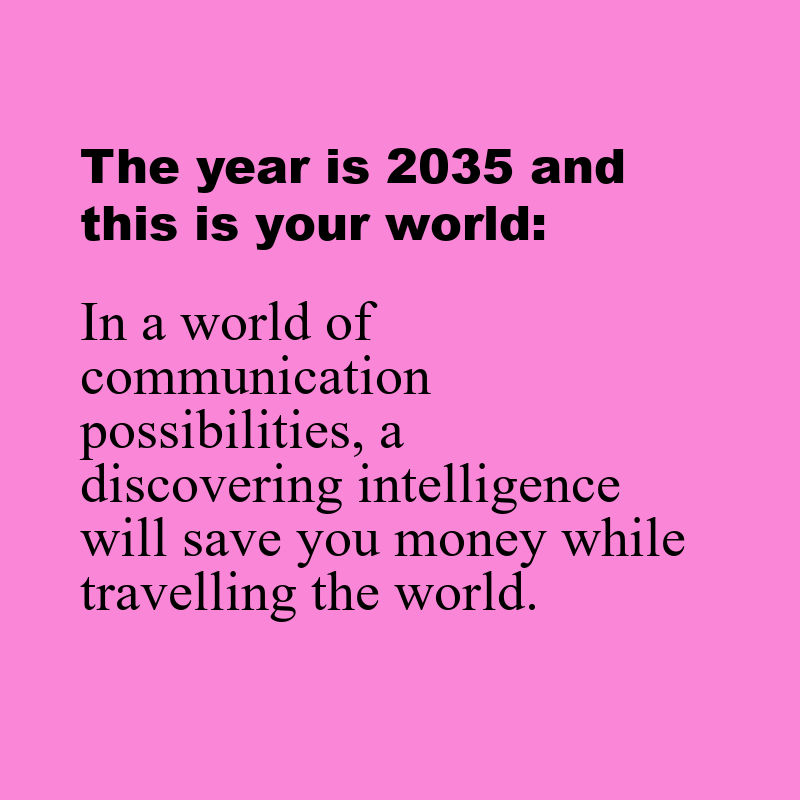 The year is 2035 and
this is your world:
In a world of
communication
possibilities, a
discovering intelligence
will save you money while
travelling the world.